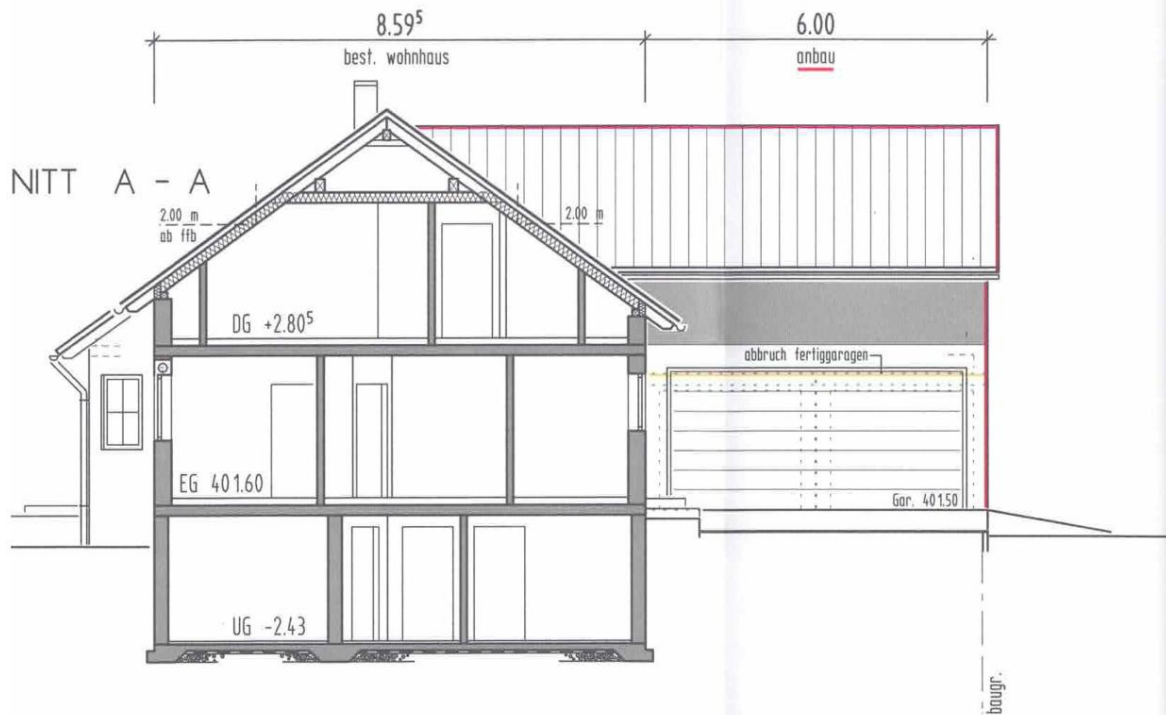 8.59⁵
best. wohnhaus
6.00
anbau
NITT A - A
2.00 m
ab ffb
2.00 m
DG +2.80⁵
abbruch fertiggaragen
EG 401.60
Gar. 401.50
UG -2.43
baugr.